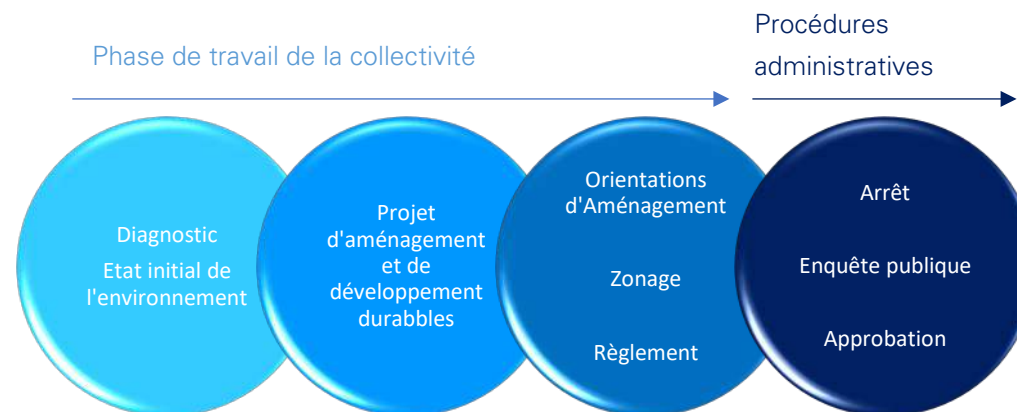 Phase de travail de la collectivité
Procédures
administratives
Diagnostic
Etat initial de
l'environnement
Projet
d'aménagement
et de
développement
durabbles
Orientations
d'Aménagement
Zonage
Règlement
Arrêt
Enquête publique
Approbation